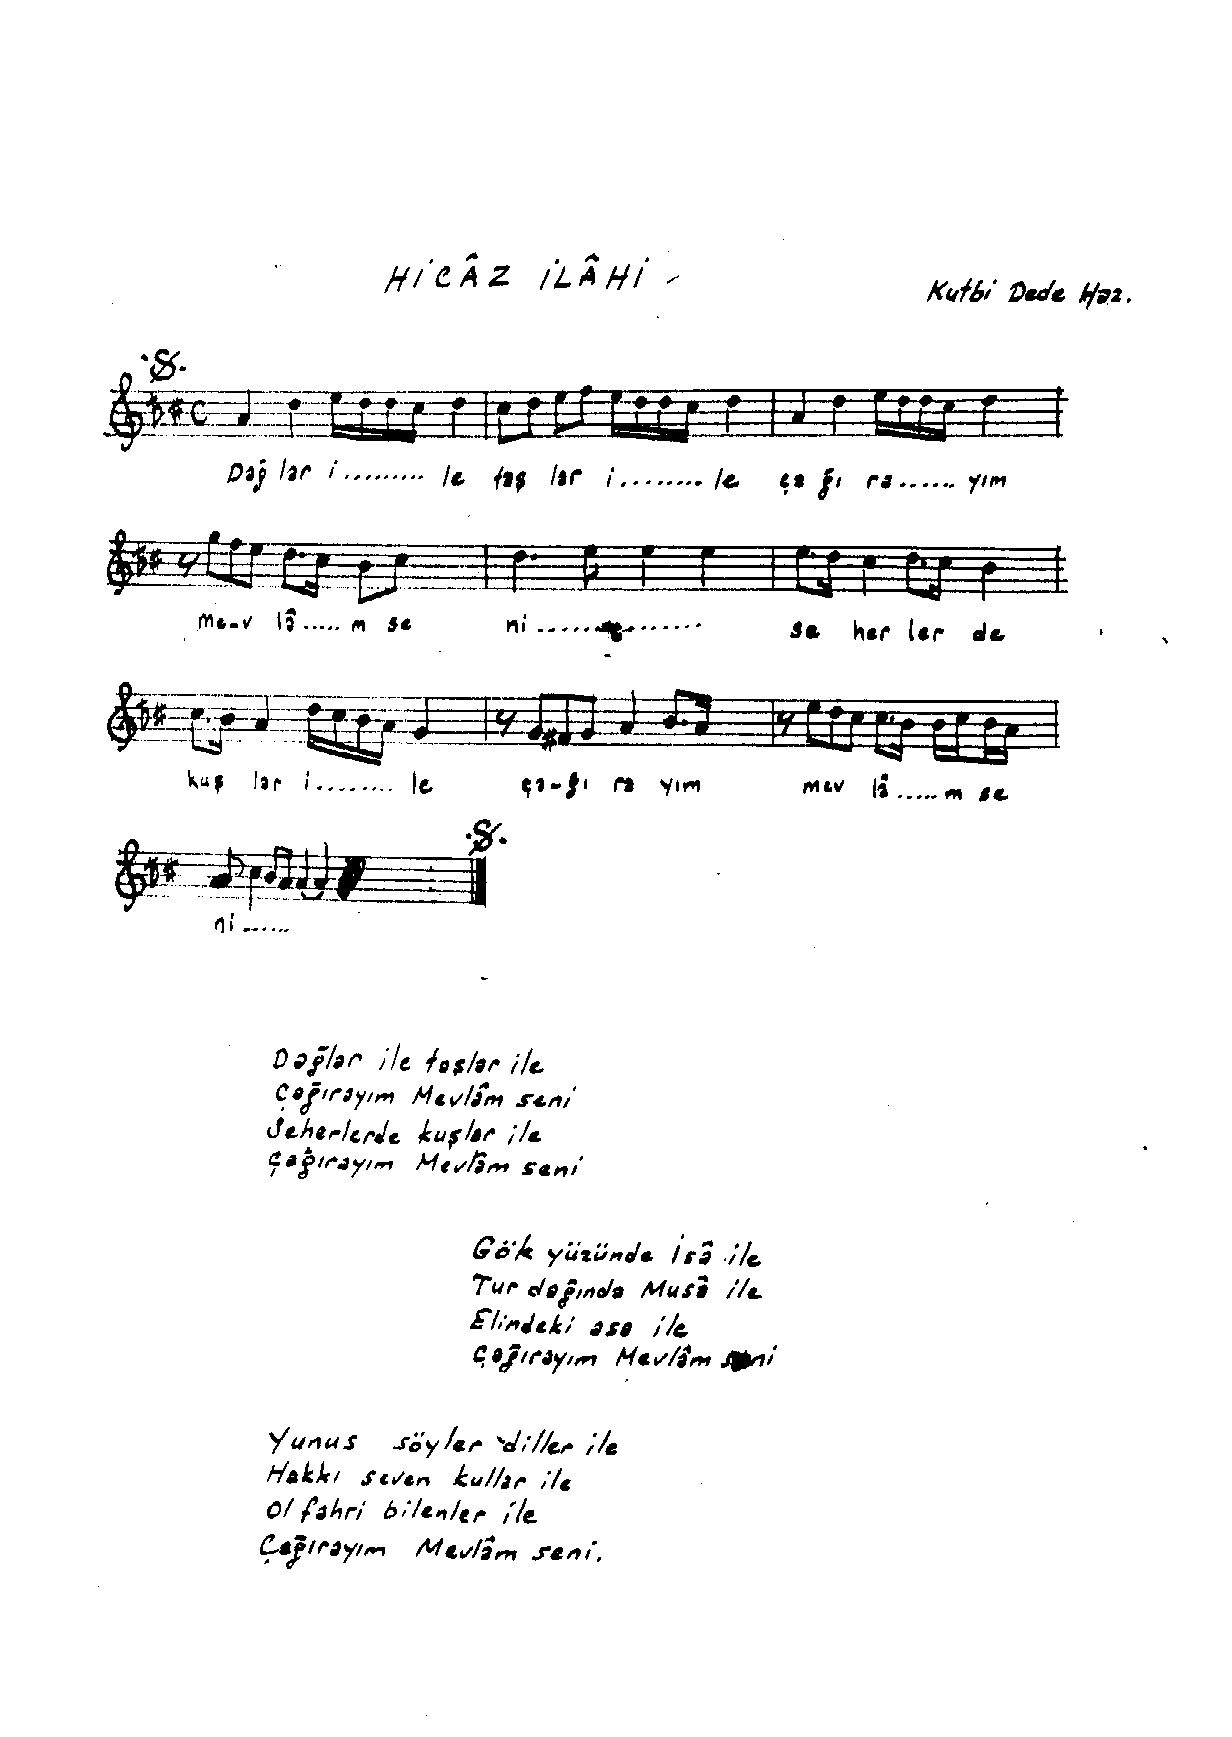 HİCÂZ İLÂHİ
Kutbi Dede Haz.
Dağ lar i......... le taş lar i......... le ça ğı ra...... yım
me-v lâ..... m se ni ................ se her ler de
kuş lar i........ le ça-ğı ra yım mev lâ..... m se
ni ......
Dağlar ile taşlar ile
Çağırayım Mevlâm seni
Seherlerde kuşlar ile
Çağırayım Mevlâm seni
Gök yüzünde İsâ ile
Tur dağında Musâ ile
Elindeki asa ile
Çağırayım Mevlâm seni
Yunus söyler diller ile
Hakkı seven kullar ile
Ol fahri bilenler ile
Çağırayım Mevlâm seni.